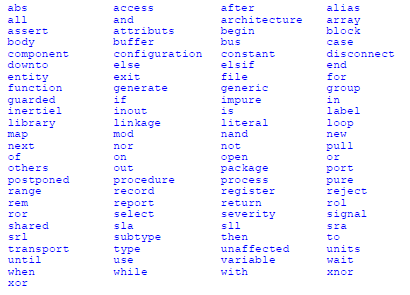 abs access after alias
all and architecture array
assert attributs begin block
body buffer bus case
component configuration constant disconnect
downto else elsif end
entity exit file for
function generate generic group
guarded if impure in
inertiel inout is label
library linkage literal loop
map mod nand new
next nor not pull
of on open or
others out package port
postponed procedure process pure
range record register reject
rem report return rol
ror select severity signal
shared sla sll sra
srl subtype then to
transport type unaffected units
until use variable wait
when while with xnor
xor